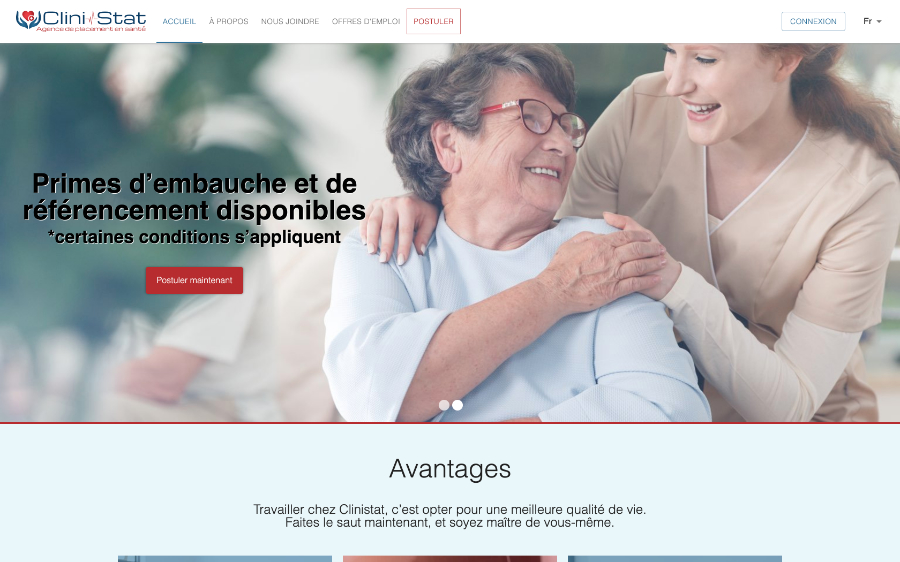 Clini Stat
Agence de placement en santé
ACCUEIL
À PROPOS
NOUS JOINDRE
OFFRES D'EMPLOI
POSTULER
CONNEXION
Fr
Primes d'embauche et de
référencement disponibles
*certaines conditions s'appliquent
Postuler maintenant
Avantages
Travailler chez Clinistat, c'est opter pour une meilleure qualité de vie.
Faites le saut maintenant, et soyez maître de vous-même.